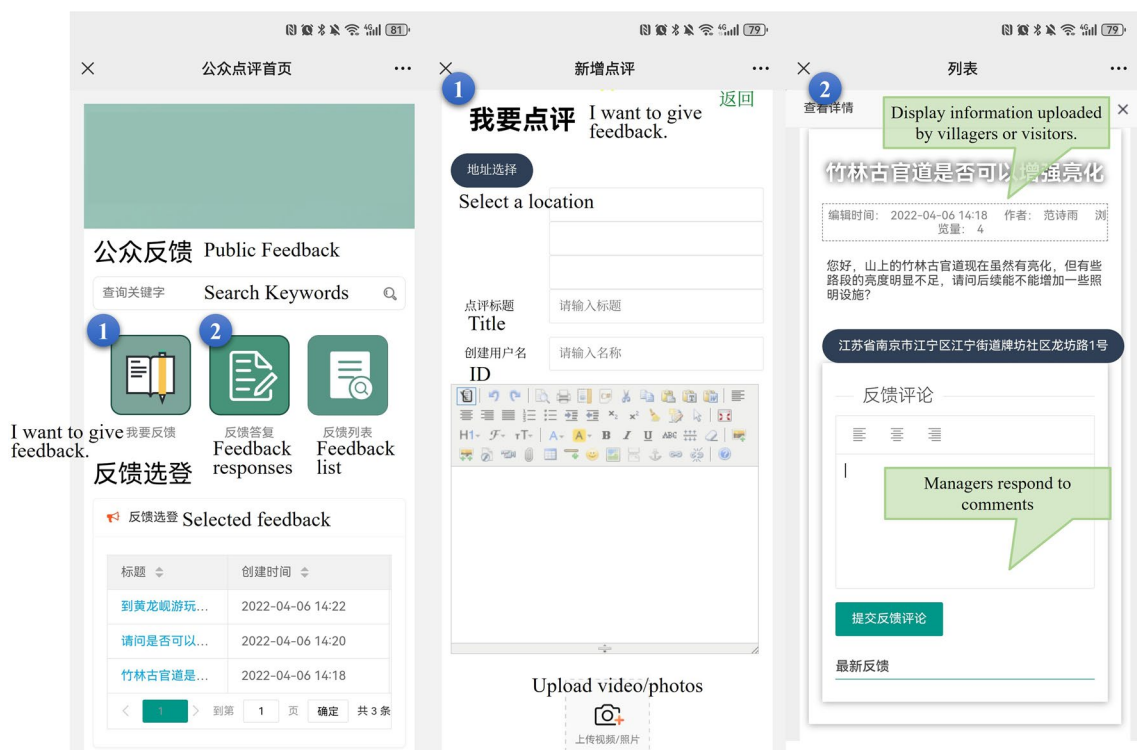 81
公众点评首页
公众反馈 Public Feedback
查询关键字 Search Keywords
1
2
I want to give
feedback.
我要反馈
反馈答复
Feedback
responses
反馈列表
Feedback
list
反馈选登
反馈选登 Selected feedback
标题 创建时间
到黄龙岘游玩... 2022-04-06 14:22
请问是否可以... 2022-04-06 14:20
竹林古官道是... 2022-04-06 14:18
1 到第 1 页 确定 共 3 条
4G 79
新增点评
1
返回
我要点评 I want to give
feedback.
地址选择
Select a location
点评标题 请输入标题
Title
创建用户名 请输入名称
ID
H1 F TT A A B I U ABC
Upload video/photos
上传视频/照片
4G 79
列表
2
查看详情
Display information uploaded
by villagers or visitors.
竹林古官道是否可以增强亮化
编辑时间: 2022-04-06 14:18 作者: 范诗雨 浏
览量: 4
您好，山上的竹林古官道现在虽然有亮化，但有些
路段的亮度明显不足，请问后续能不能增加一些照
明设施？
江苏省南京市江宁区江宁街道牌坊社区龙坊路1号
反馈评论
Managers respond to
comments
提交反馈评论
最新反馈